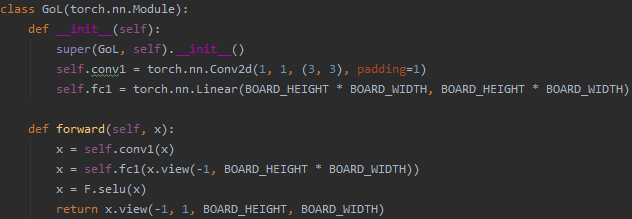 class GoL(torch.nn.Module):
    def __init__(self):
        super(GoL, self).__init__()
        self.conv1 = torch.nn.Conv2d(1, 1, (3, 3), padding=1)
        self.fc1 = torch.nn.Linear(BOARD_HEIGHT * BOARD_WIDTH, BOARD_HEIGHT * BOARD_WIDTH)
    def forward(self, x):
        x = self.conv1(x)
        x = self.fc1(x.view(-1, BOARD_HEIGHT * BOARD_WIDTH))
        x = F.selu(x)
        return x.view(-1, 1, BOARD_HEIGHT, BOARD_WIDTH)